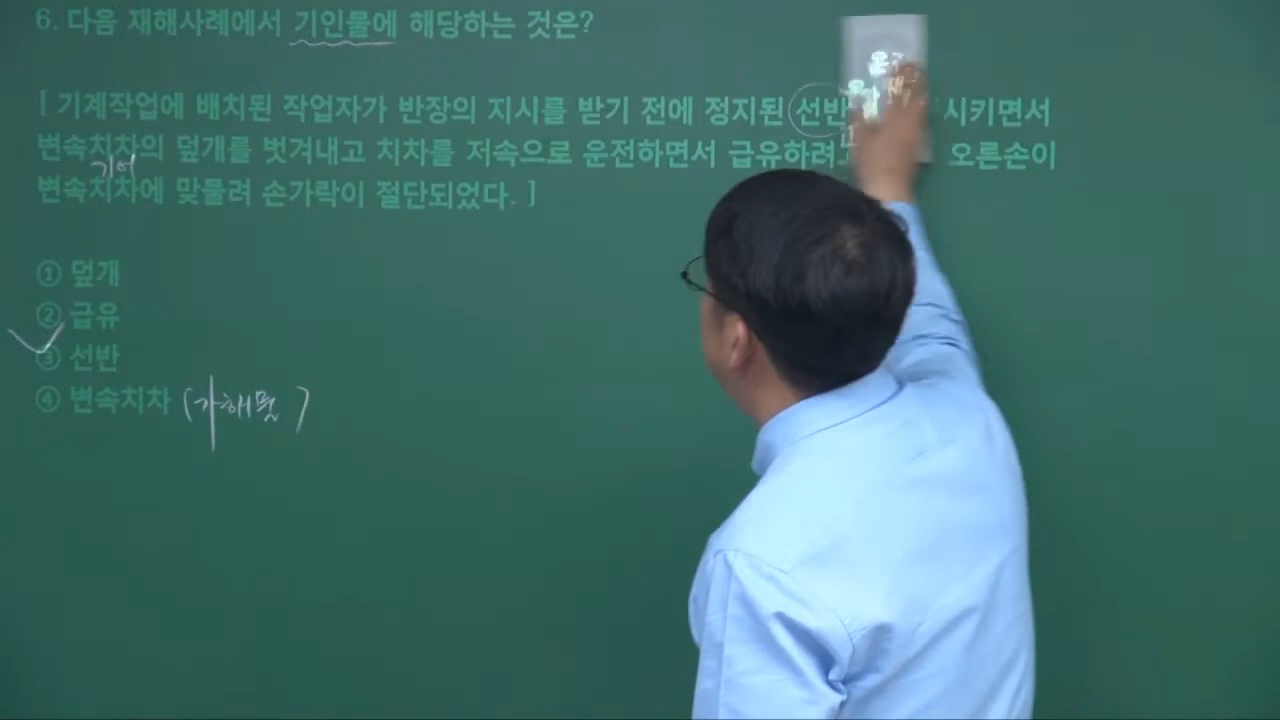 6. 다음 재해사례에서 기인물에 해당하는 것은?
[ 기계작업에 배치된 작업자가 반장의 지시를 받기 전에 정지된 선반 시키면서
변속치차의 덮개를 벗겨내고 치차를 저속으로 운전하면서 급유하려고 오른손이
기어
변속치차에 맞물려 손가락이 절단되었다. ]
① 덮개
② 급유
③ 선반
④ 변속치차 (가해물)